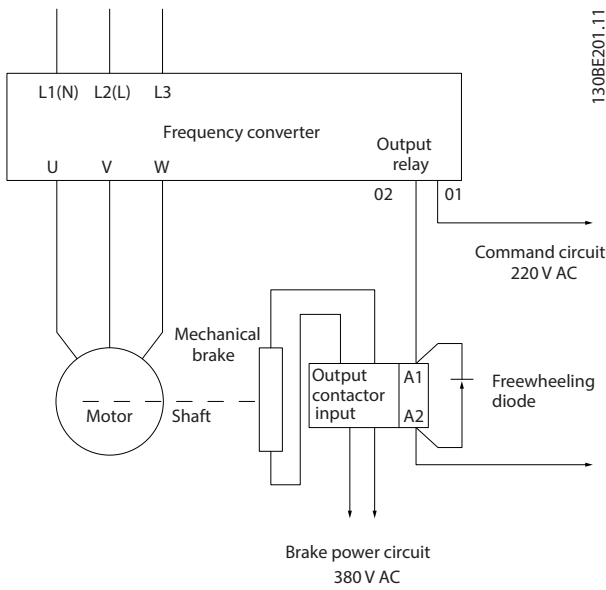 130BE201.11
L1(N) L2(L) L3
Frequency converter
Output
relay
U V W
02 01
Command circuit
220 V AC
Mechanical
brake
Output
contactor
input
A1
A2
Freewheeling
diode
Motor
Shaft
Brake power circuit
380 V AC